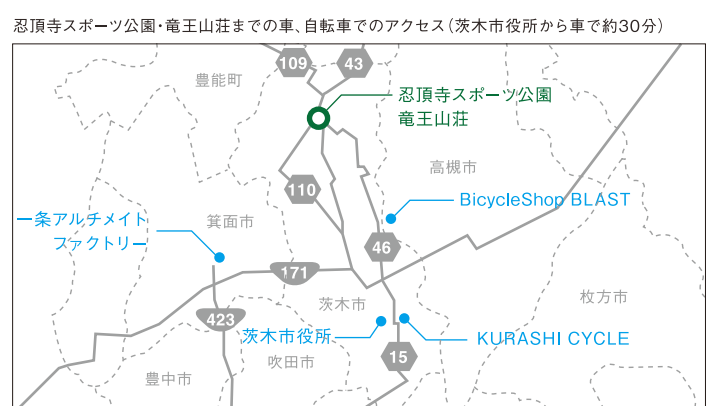 忍頂寺スポーツ公園・竜王山荘までの車、自転車でのアクセス（茨木市役所から車で約30分）
109
43
豊能町
忍頂寺スポーツ公園
竜王山荘
高槻市
110
BicycleShop BLAST
一条アルチメイト
ファクトリー
箕面市
46
171
枚方市
茨木市
423
茨木市役所
KURASHI CYCLE
15
吹田市
豊中市